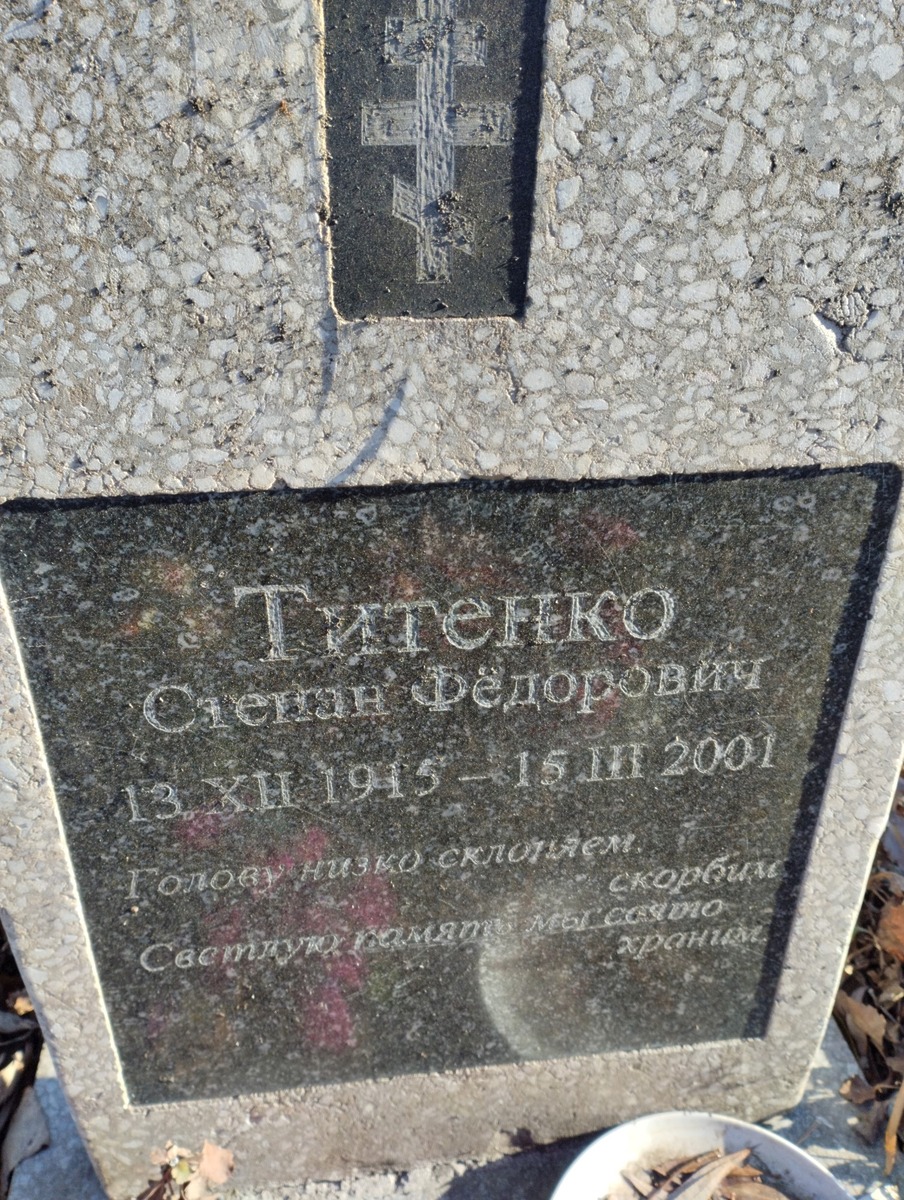 Титенко
Степан Фёдорович
13 XII 1915 – 15 III 2001
Голову низко склоняем.
скорбим
Светлую память мы свято
храним